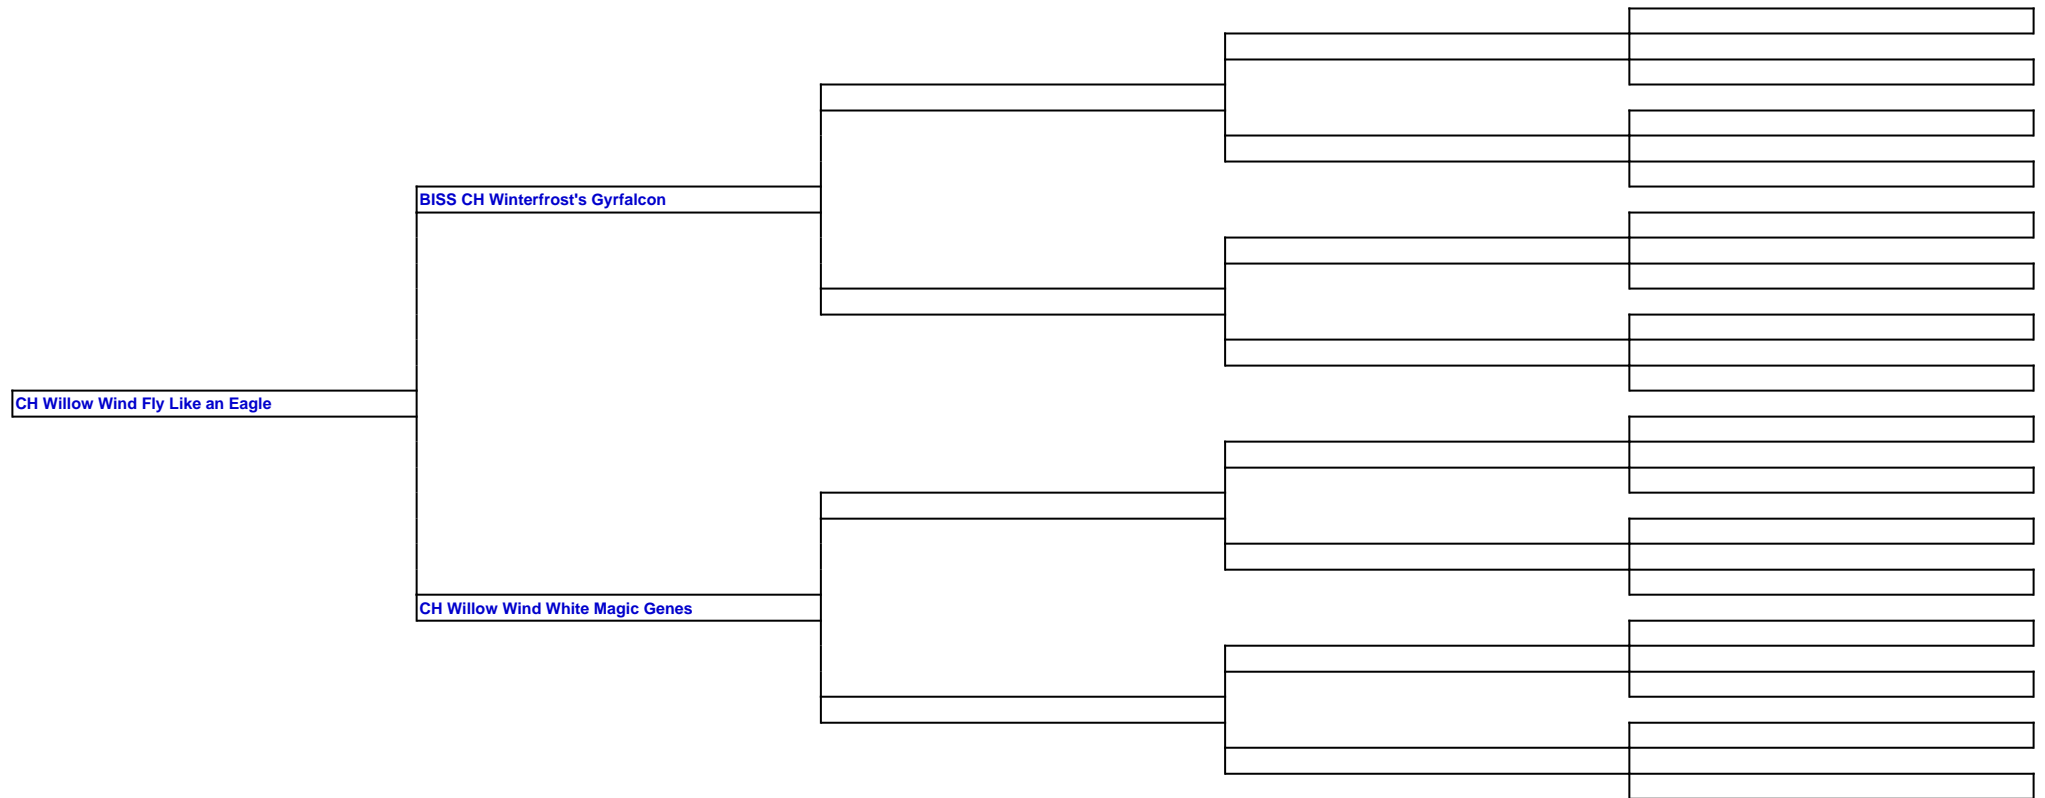 BISS CH Winterfrost's Gyrfalcon
CH Willow Wind Fly Like an Eagle
CH Willow Wind White Magic Genes